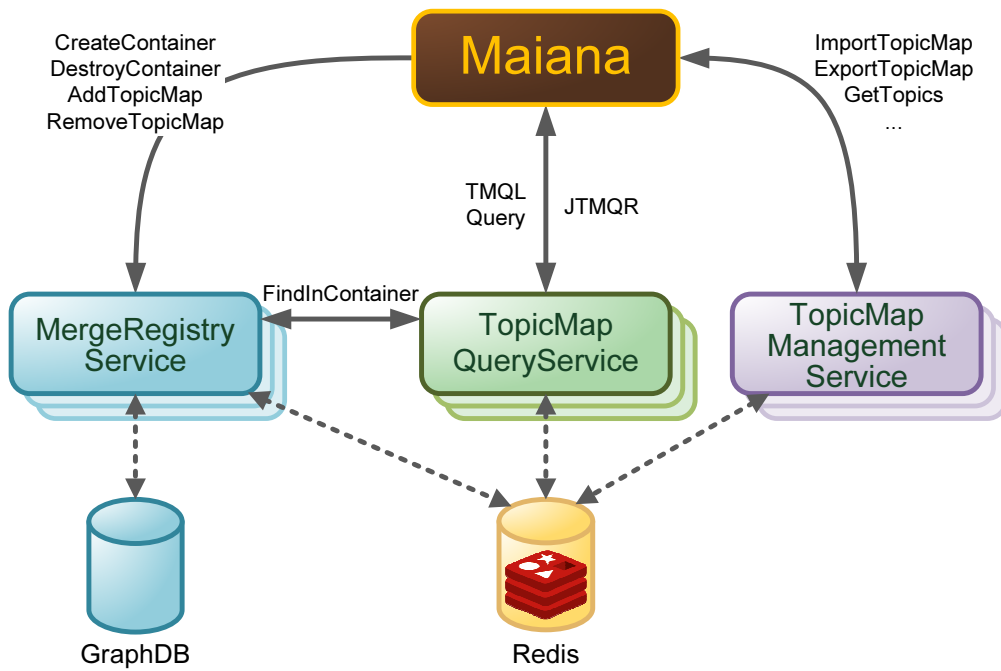 CreateContainer
DestroyContainer
AddTopicMap
RemoveTopicMap
Maiana
ImportTopicMap
ExportTopicMap
GetTopics
...
TMQL
Query
JTMQR
FindInContainer
MergeRegistry
Service
TopicMap
QueryService
TopicMap
Management
Service
GraphDB
Redis